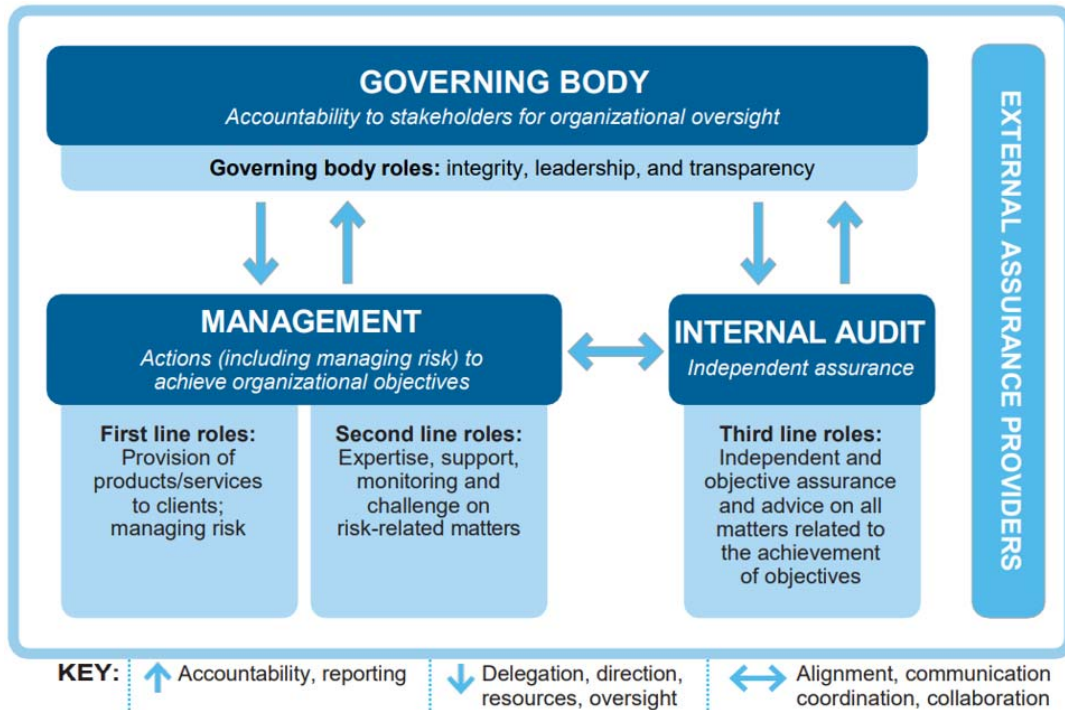 GOVERNING BODY
Accountability to stakeholders for organizational oversight
Governing body roles: integrity, leadership, and transparency
MANAGEMENT
Actions (including managing risk) to
achieve organizational objectives
INTERNAL AUDIT
Independent assurance
First line roles:
Provision of
products/services
to clients;
managing risk
Second line roles:
Expertise, support,
monitoring and
challenge on
risk-related matters
Third line roles:
Independent and
objective assurance
and advice on all
matters related to
the achievement
of objectives
EXTERNAL ASSURANCE PROVIDERS
KEY:
Accountability, reporting
Delegation, direction,
resources, oversight
Alignment, communication
coordination, collaboration